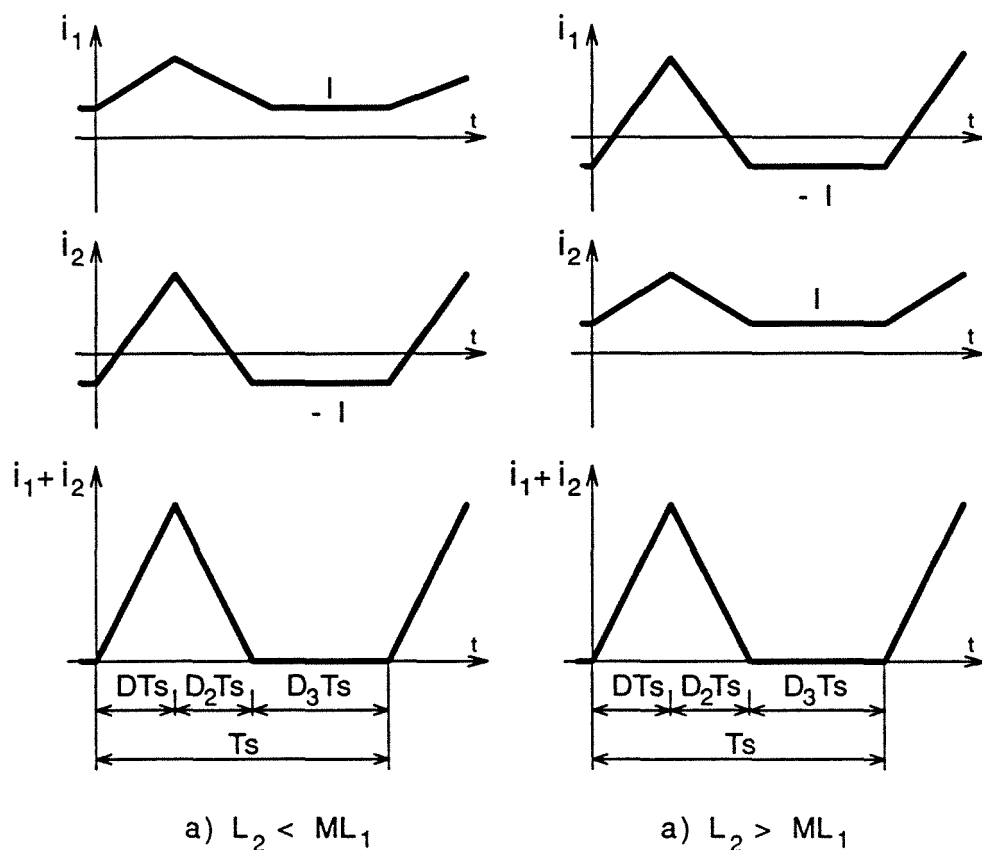 i₁
I
t
i₂
t
- I
i₁ + i₂
t
DTs D₂Ts D₃Ts
Ts
a) L₂ < ML₁
i₁
t
- I
i₂
I
t
i₁ + i₂
t
DTs D₂Ts D₃Ts
Ts
a) L₂ > ML₁